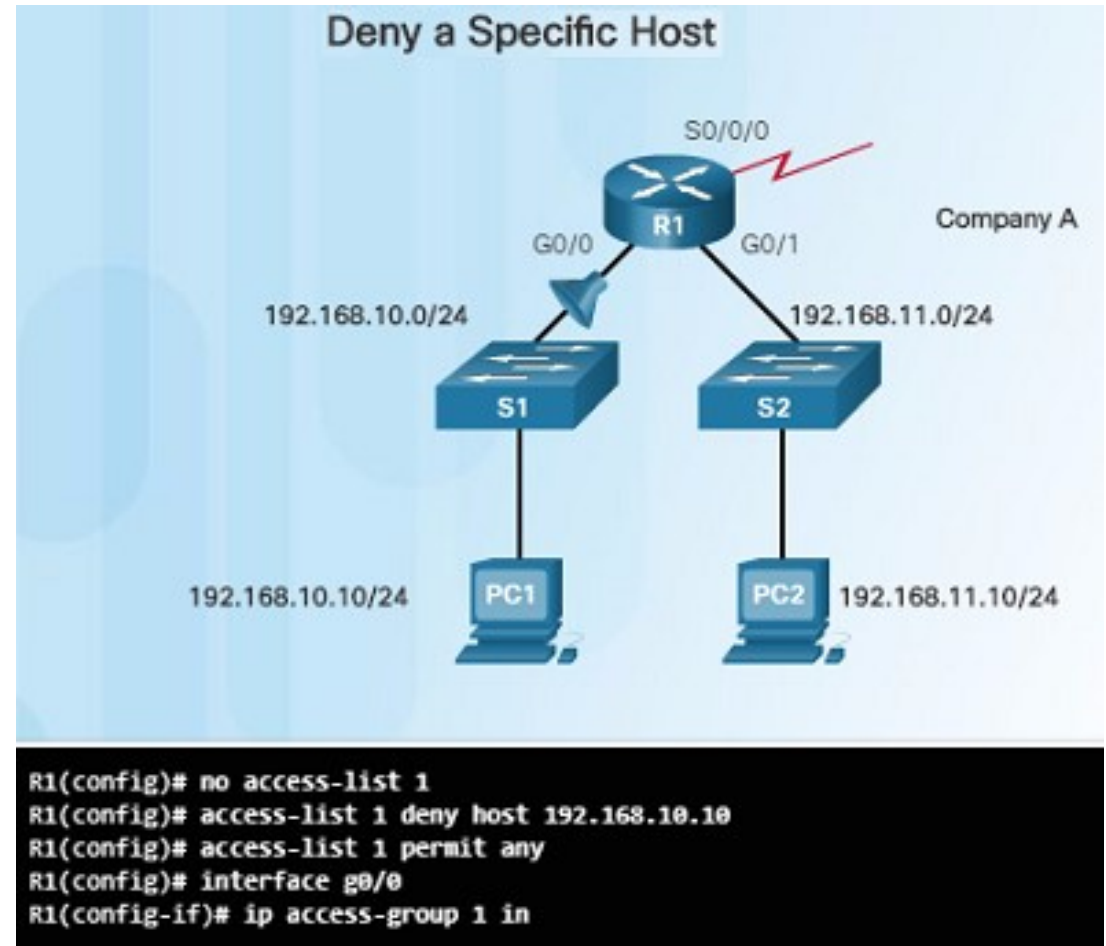 Deny a Specific Host
S0/0/0
R1
Company A
G0/0
G0/1
192.168.10.0/24
192.168.11.0/24
S1
S2
192.168.10.10/24
PC1
PC2
192.168.11.10/24
R1(config)# no access-list 1
R1(config)# access-list 1 deny host 192.168.10.10
R1(config)# access-list 1 permit any
R1(config)# interface g0/0
R1(config-if)# ip access-group 1 in